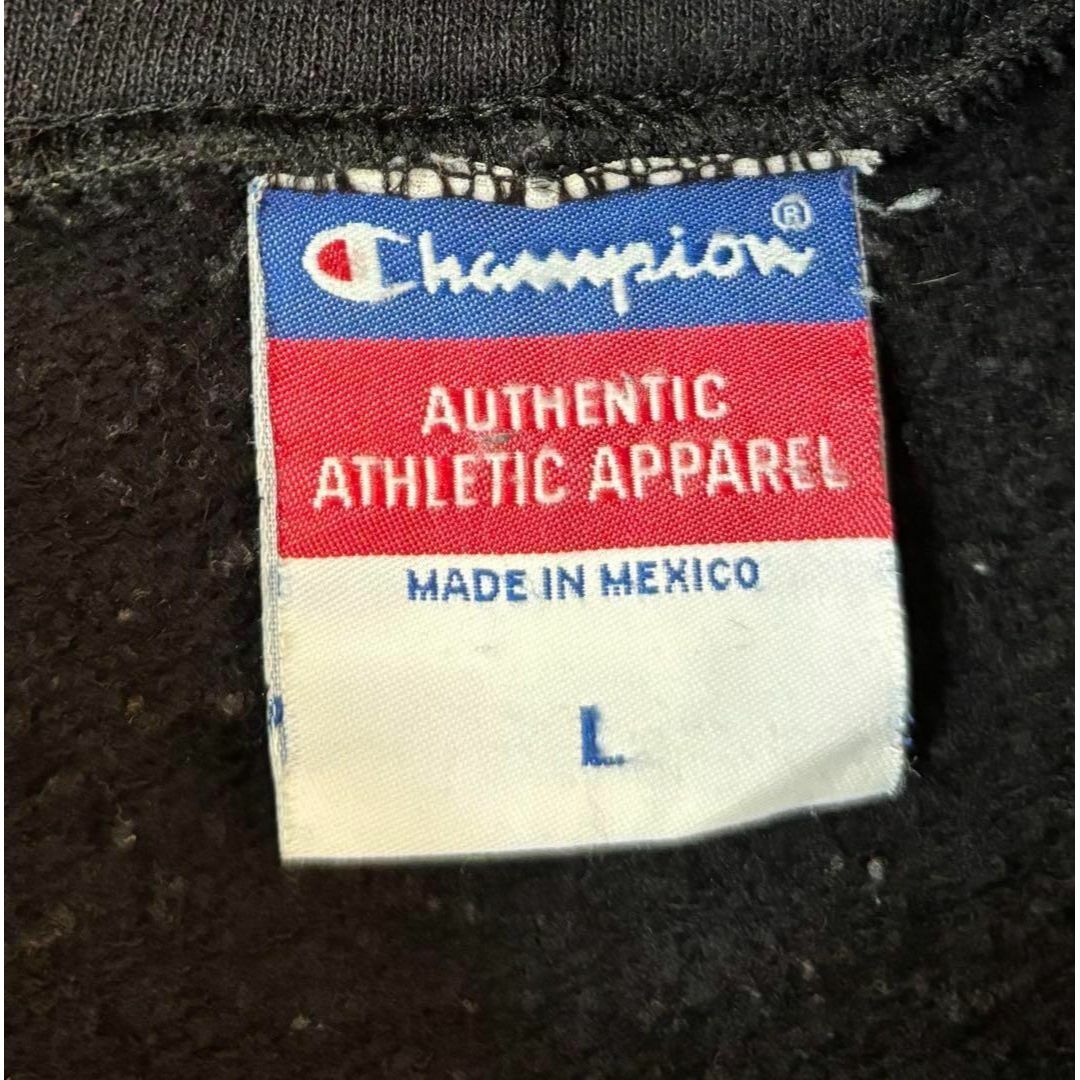 Champion®
AUTHENTIC
ATHLETIC APPAREL
MADE IN MEXICO
L